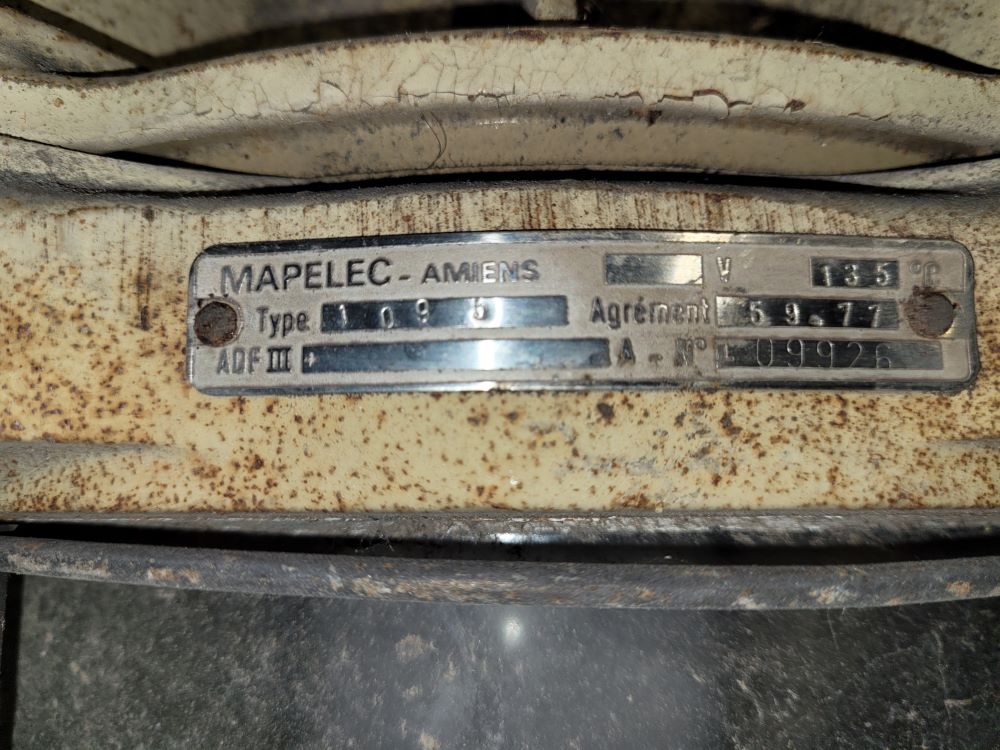 MAPELEC - AMIENS V 135 °C
Type 1095 Agrément 59-77
ADF III A - N° 09926